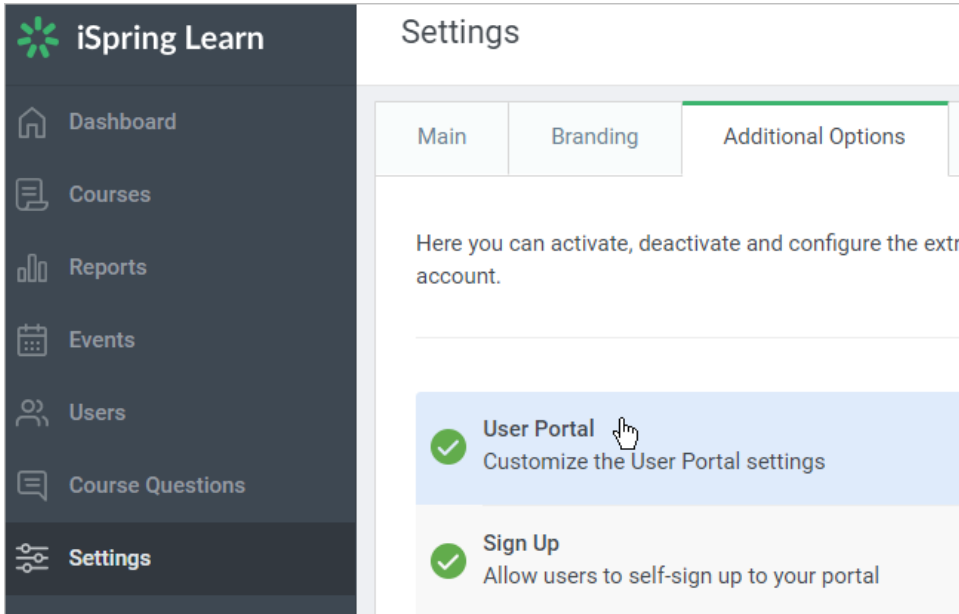 iSpring Learn
Dashboard
Courses
Reports
Events
Users
Course Questions
Settings
Settings
Main
Branding
Additional Options
Here you can activate, deactivate and configure the
account.
User Portal
Customize the User Portal settings
Sign Up
Allow users to self-sign up to your portal